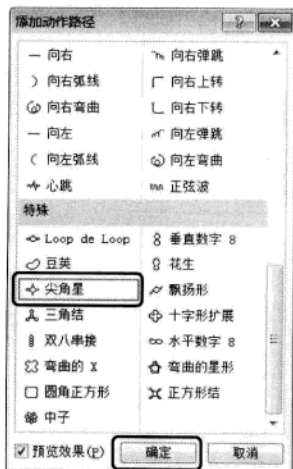 添加动作路径
向右 向右弹跳
向右弧线 向右上转
向右弯曲 向右下转
向左 向左弹跳
向左弧线 向左弯曲
心跳 正弦波
特殊
Loop de Loop 垂直数字 8
豆荚 花生
尖角星 飘扬形
三角结 十字形扩展
双八串接 水平数字 8
弯曲的 X 弯曲的星形
圆角正方形 正方形结
中子
预览效果(P) 确定 取消